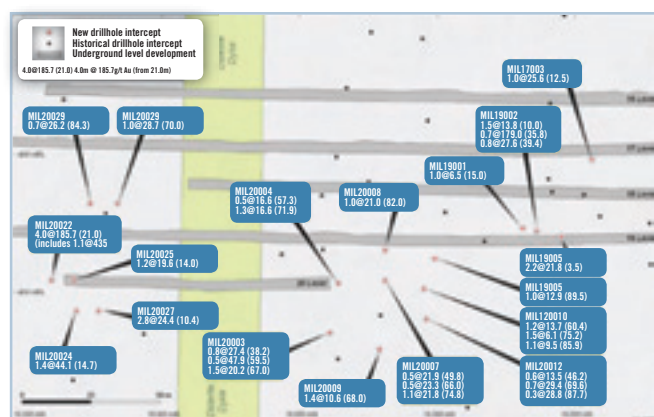 New drillhole intercept
Historical drillhole intercept
Underground level development
4.0@185.7 (21.0) 4.0m @ 185.7g/t Au (from 21.0m)
MIL17003
1.0@25.6 (12.5)
MIL20029
0.7@26.2 (84.3)
MIL20029
1.0@28.7 (70.0)
MIL19002
1.5@13.8 (10.0)
0.7@179.0 (35.8)
0.8@27.6 (39.4)
MIL19001
1.0@6.5 (15.0)
MIL20004
0.5@16.6 (57.3)
1.3@16.6 (71.9)
MIL20008
1.0@21.0 (82.0)
MIL20022
4.0@185.7 (21.0)
(includes 1.1@435
MIL20025
1.2@19.6 (14.0)
MIL19005
2.2@21.8 (3.5)
MIL19005
1.0@12.9 (89.5)
MIL20027
2.8@24.4 (10.4)
MIL120010
1.2@13.7 (60.4)
1.5@6.1 (75.2)
1.1@9.5 (85.9)
MIL20003
0.8@27.4 (38.2)
0.5@47.9 (59.5)
1.5@20.2 (67.0)
MIL20024
1.4@44.1 (14.7)
MIL20009
1.4@10.6 (68.0)
MIL20007
0.5@21.9 (49.8)
0.5@23.3 (66.0)
1.1@21.8 (74.8)
MIL20012
0.6@13.5 (46.2)
0.7@29.4 (69.6)
0.3@28.8 (87.7)